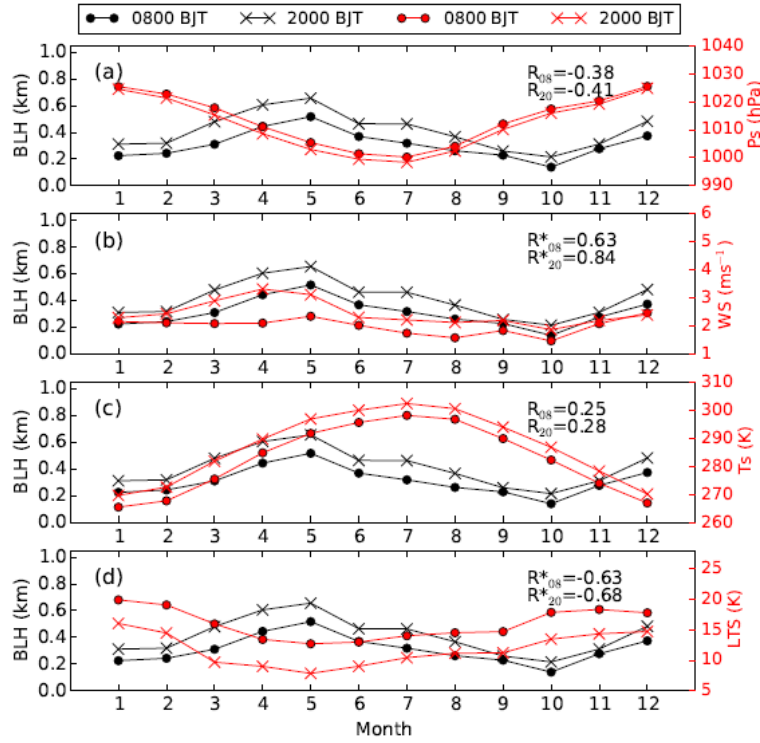 0800 BJT 2000 BJT 0800 BJT 2000 BJT
(a)
R₀₈=-0.38
R₂₀=-0.41
BLH (km)
1.0
0.8
0.6
0.4
0.2
0.0
1040
1030
1020
1010
1000
990
Ps (hPa)
1 2 3 4 5 6 7 8 9 10 11 12
(b)
R*₀₈=0.63
R*₂₀=0.84
BLH (km)
1.0
0.8
0.6
0.4
0.2
0.0
6
5
4
3
2
1
WS (ms⁻¹)
1 2 3 4 5 6 7 8 9 10 11 12
(c)
R₀₈=0.25
R₂₀=0.28
BLH (km)
1.0
0.8
0.6
0.4
0.2
0.0
310
300
290
280
270
260
Ts (K)
1 2 3 4 5 6 7 8 9 10 11 12
(d)
R*₀₈=-0.63
R*₂₀=-0.68
BLH (km)
1.0
0.8
0.6
0.4
0.2
0.0
25
20
15
10
5
LTS (K)
1 2 3 4 5 6 7 8 9 10 11 12
Month